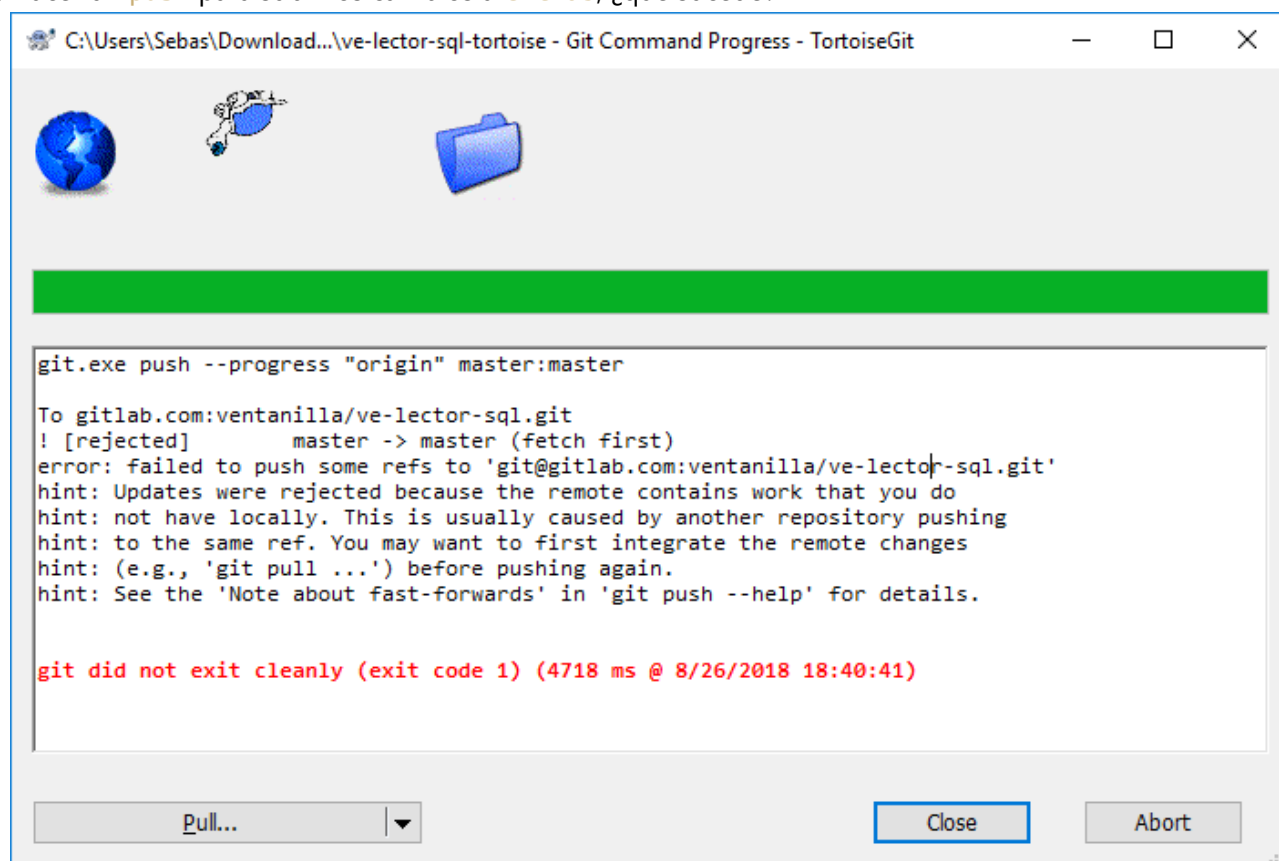 C:\Users\Sebas\Download...\ve-lector-sql-tortoise - Git Command Progress - TortoiseGit
git.exe push --progress "origin" master:master
To gitlab.com:ventanilla/ve-lector-sql.git
! [rejected]        master -> master (fetch first)
error: failed to push some refs to 'git@gitlab.com:ventanilla/ve-lector-sql.git'
hint: Updates were rejected because the remote contains work that you do
hint: not have locally. This is usually caused by another repository pushing
hint: to the same ref. You may want to first integrate the remote changes
hint: (e.g., 'git pull ...') before pushing again.
hint: See the 'Note about fast-forwards' in 'git push --help' for details.
git did not exit cleanly (exit code 1) (4718 ms @ 8/26/2018 18:40:41)
Pull...
Close
Abort